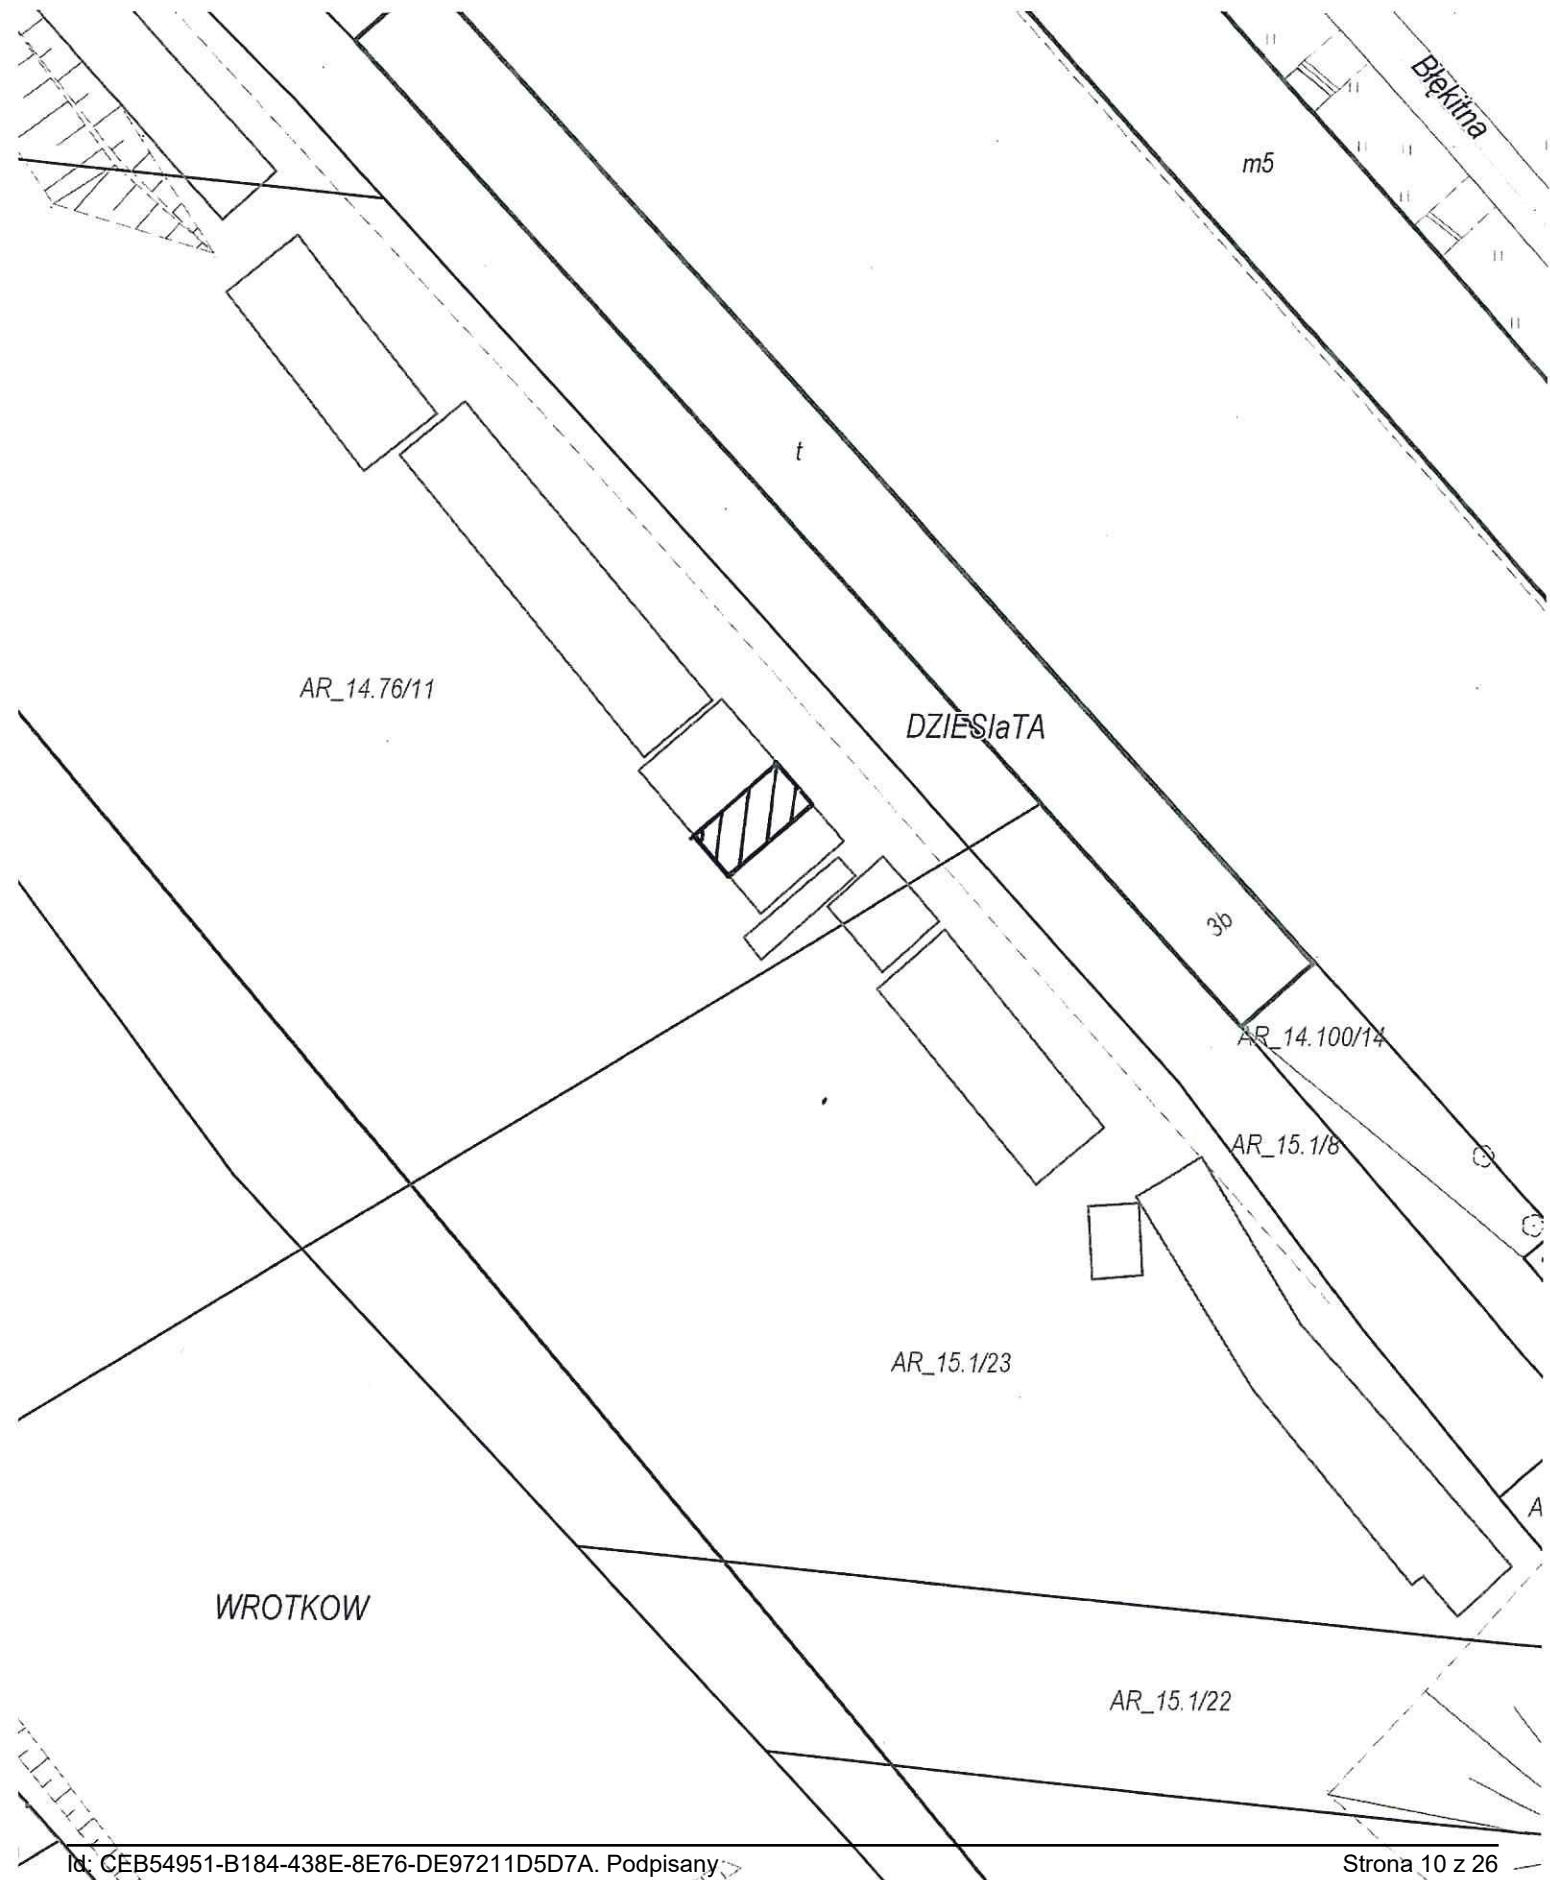 Błękitna
m5
t
AR_14.76/11
DZIESIaTA
3b
AR_14.100/14
AR_15.1/8
AR_15.1/23
A
WROTKOW
AR_15.1/22
Id: CEB54951-B184-438E-8E76-DE97211D5D7A. Podpisany
Strona 10 z 26